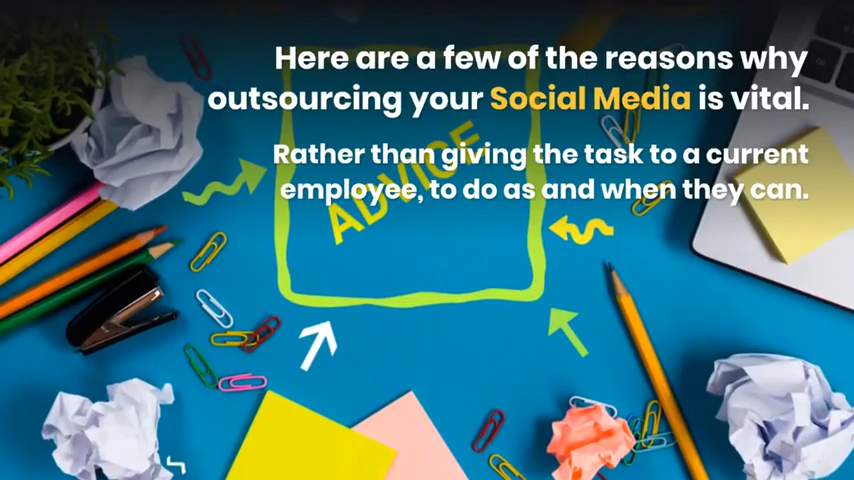 Here are a few of the reasons why
outsourcing your Social Media is vital.
Rather than giving the task to a current
employee, to do as and when they can.
ADVICE